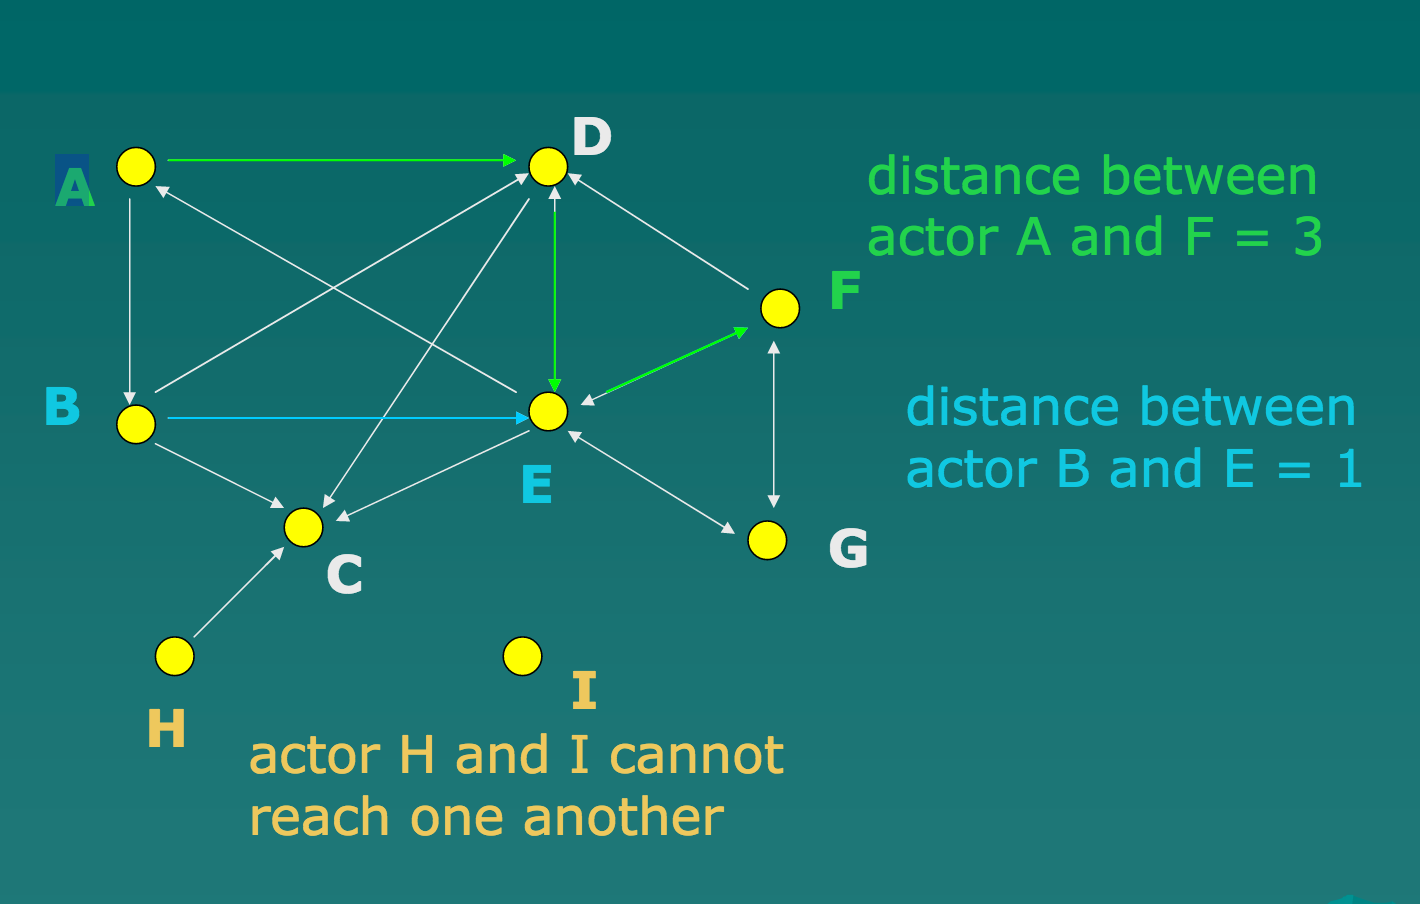 D
A
distance between
actor A and F = 3
F
B
distance between
actor B and E = 1
E
G
C
I
H
actor H and I cannot
reach one another